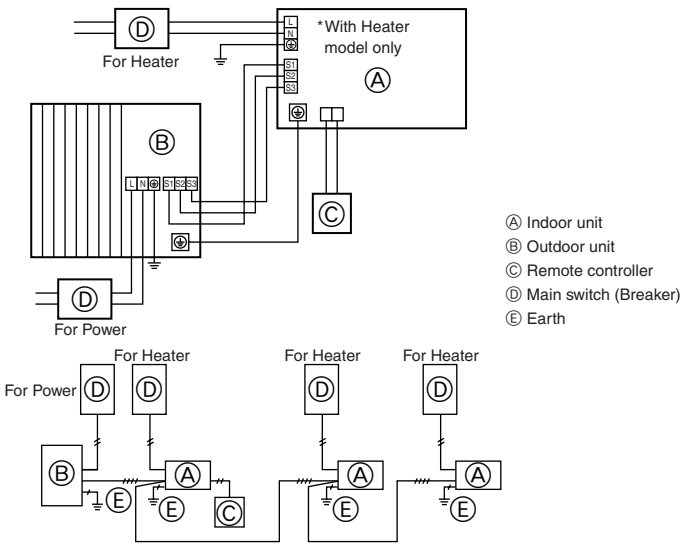 Ⓓ
For Heater
L
N
*With Heater
model only
S1
S2
S3
Ⓐ
Ⓑ
L N S1 S2 S3
Ⓒ
Ⓓ
For Power
Ⓐ Indoor unit
Ⓑ Outdoor unit
Ⓒ Remote controller
Ⓓ Main switch (Breaker)
Ⓔ Earth
For Heater For Heater For Heater
For Power Ⓓ Ⓓ Ⓓ Ⓓ
Ⓑ Ⓐ Ⓐ Ⓐ
Ⓔ Ⓔ Ⓒ Ⓔ Ⓔ